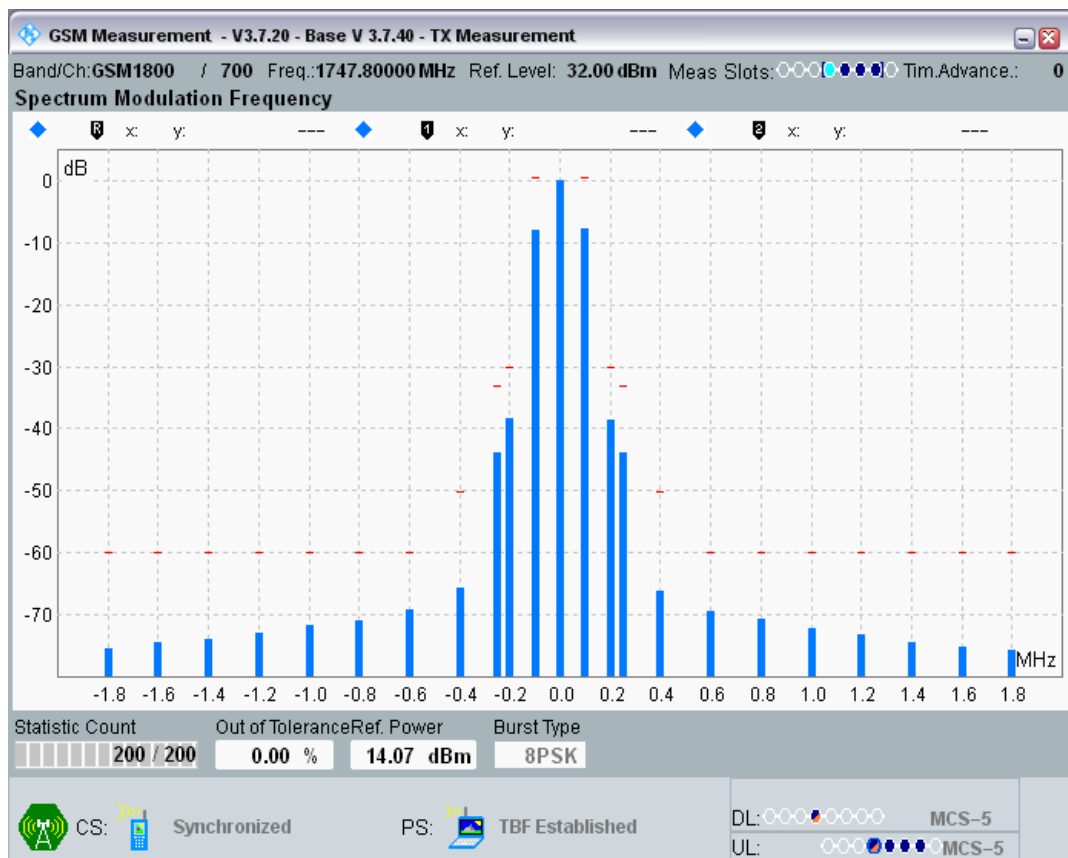 GSM Measurement - V3.7.20 - Base V 3.7.40 - TX Measurement
Band/Ch:GSM1800 / 700 Freq.:1747.80000 MHz Ref. Level: 32.00 dBm Meas Slots: Tim.Advance.: 0
Spectrum Modulation Frequency
R x: y: --- 1 x: y: --- 2 x: y: ---
dB
0
-10
-20
-30
-40
-50
-60
-70
MHz
-1.8 -1.6 -1.4 -1.2 -1.0 -0.8 -0.6 -0.4 -0.2 0.0 0.2 0.4 0.6 0.8 1.0 1.2 1.4 1.6 1.8
Statistic Count Out of Tolerance Ref. Power Burst Type
200 / 200 0.00 % 14.07 dBm 8PSK
CS: Synchronized PS: TBF Established DL: MCS-5
UL: MCS-5